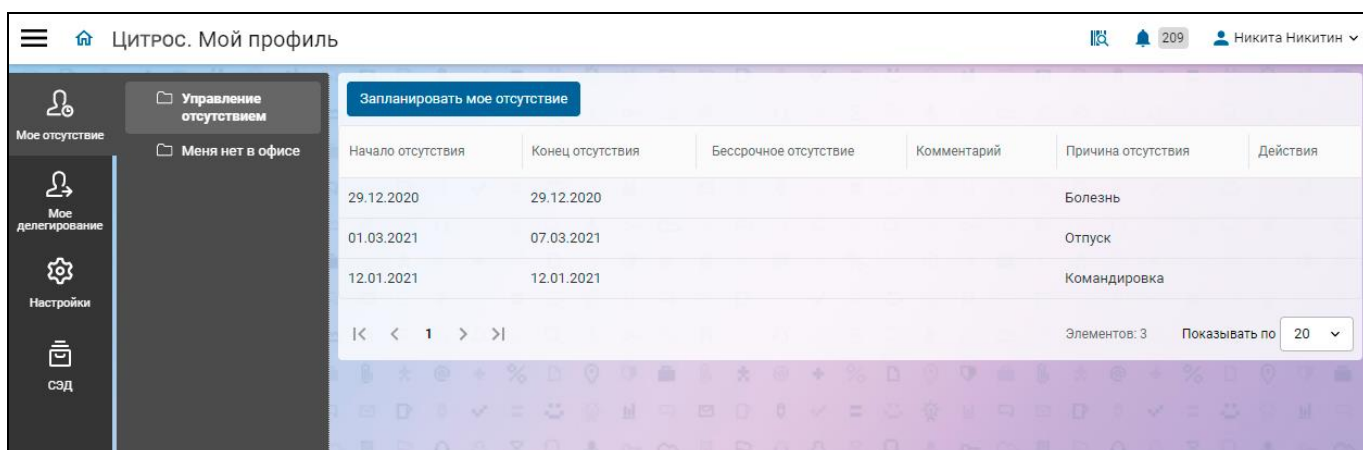 Цитрос. Мой профиль
209
Никита Никитин
Мое отсутствие
Мое
делегирование
Настройки
СЭД
Управление
отсутствием
Меня нет в офисе
Запланировать мое отсутствие
Начало отсутствия Конец отсутствия Бессрочное отсутствие Комментарий Причина отсутствия Действия
29.12.2020 29.12.2020 Болезнь
01.03.2021 07.03.2021 Отпуск
12.01.2021 12.01.2021 Командировка
1 Элементов: 3 Показывать по 20